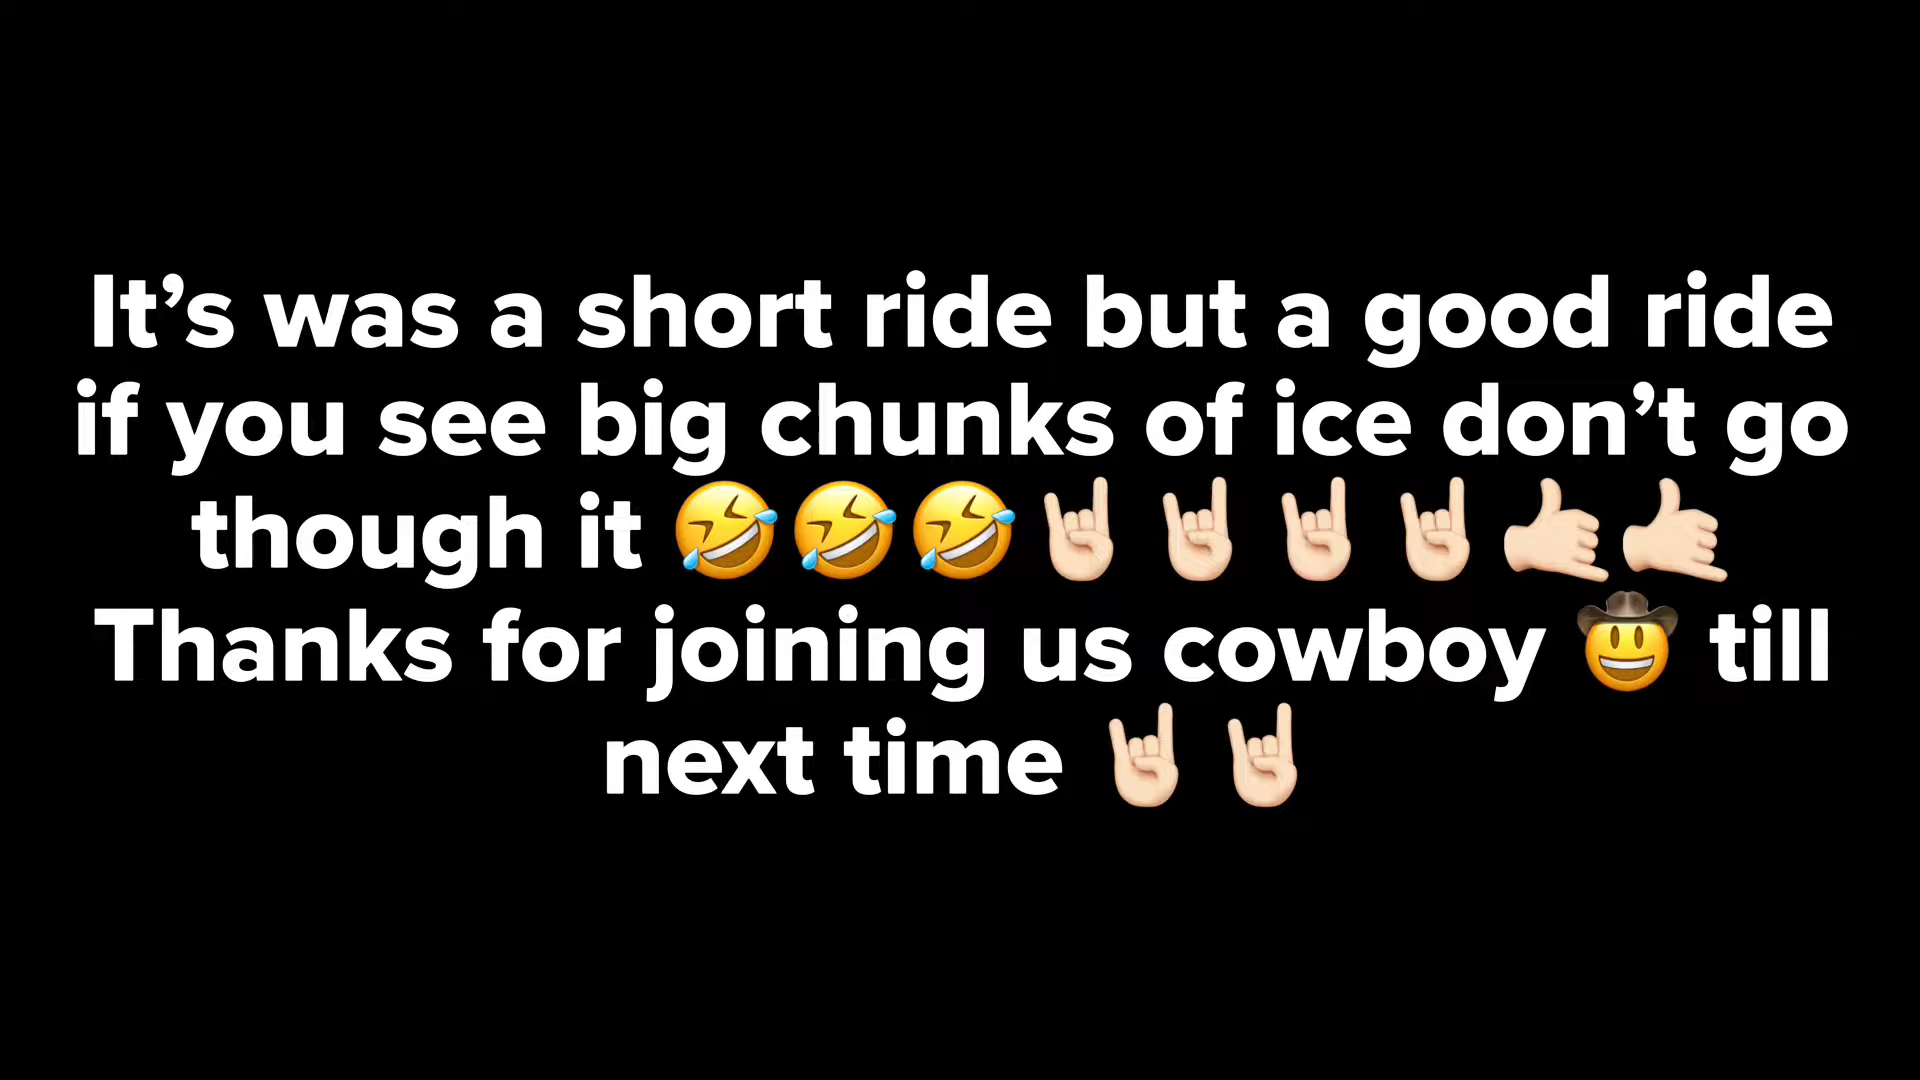 It’s was a short ride but a good ride
if you see big chunks of ice don’t go
though it 🤣🤣🤣🤘🏻🤘🏻🤘🏻🤘🏻🤙🏻🤙🏻
Thanks for joining us cowboy 🤠 till
next time 🤘🏻🤘🏻